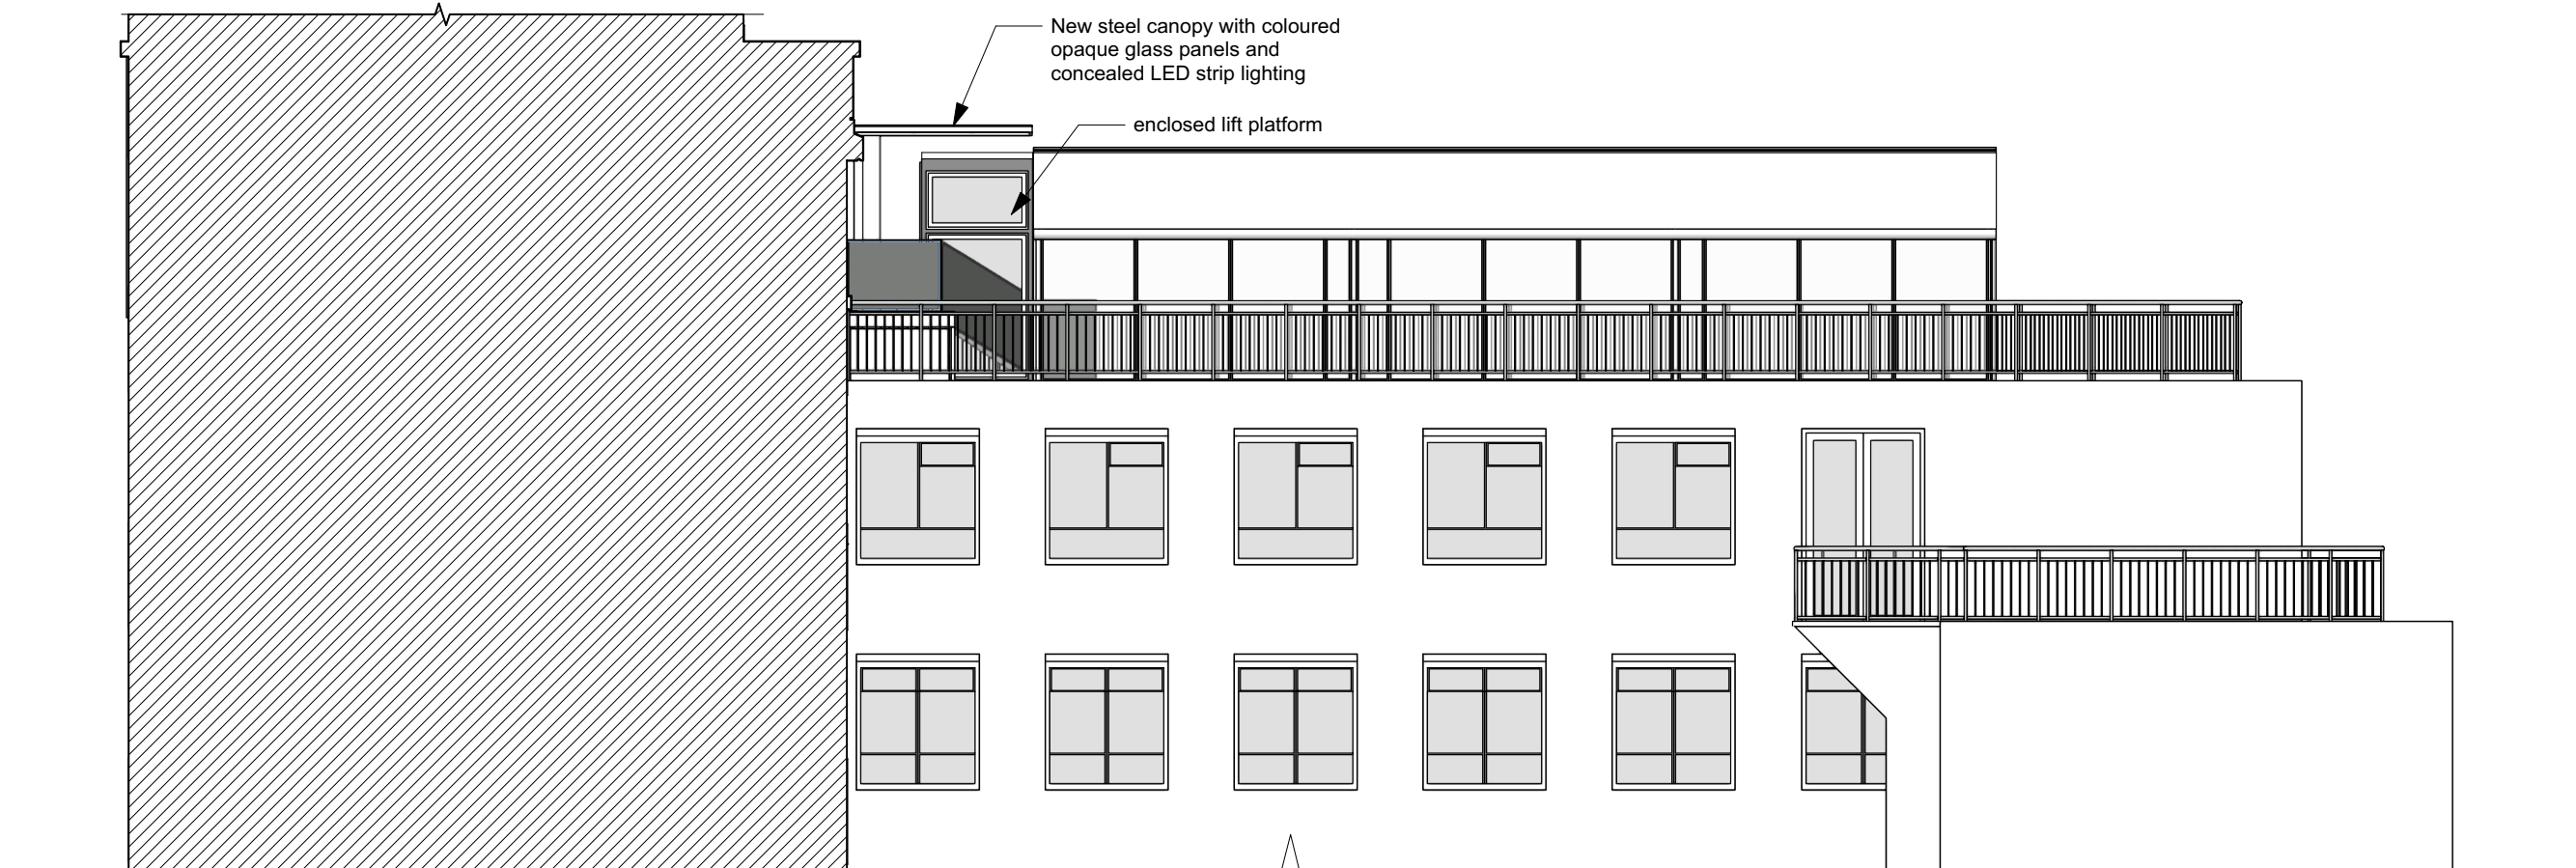 New steel canopy with coloured
opaque glass panels and
concealed LED strip lighting
enclosed lift platform